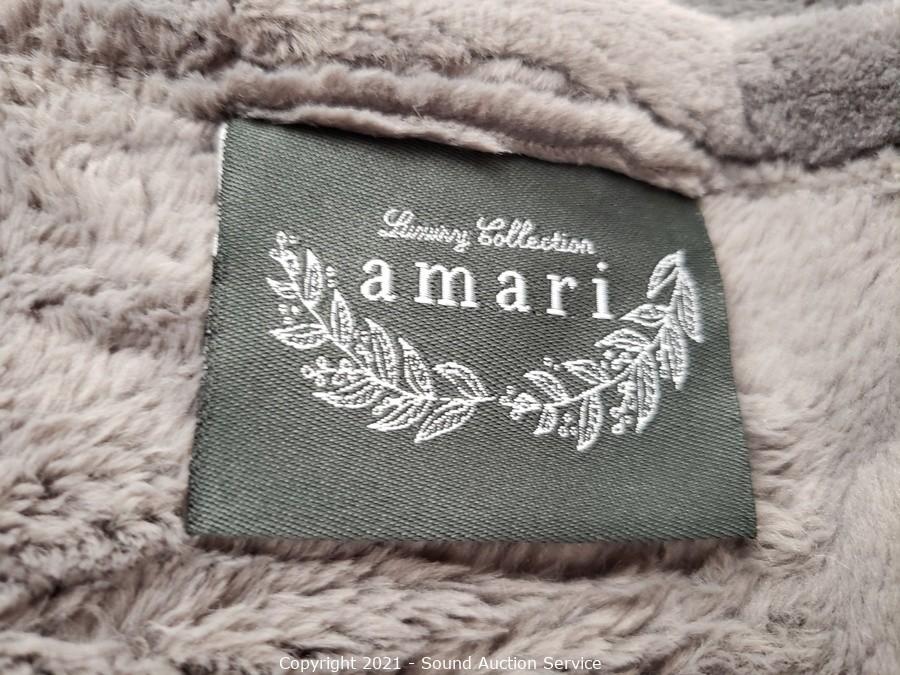 Luxury Collection
amari
Copyright 2021 - Sound Auction Service